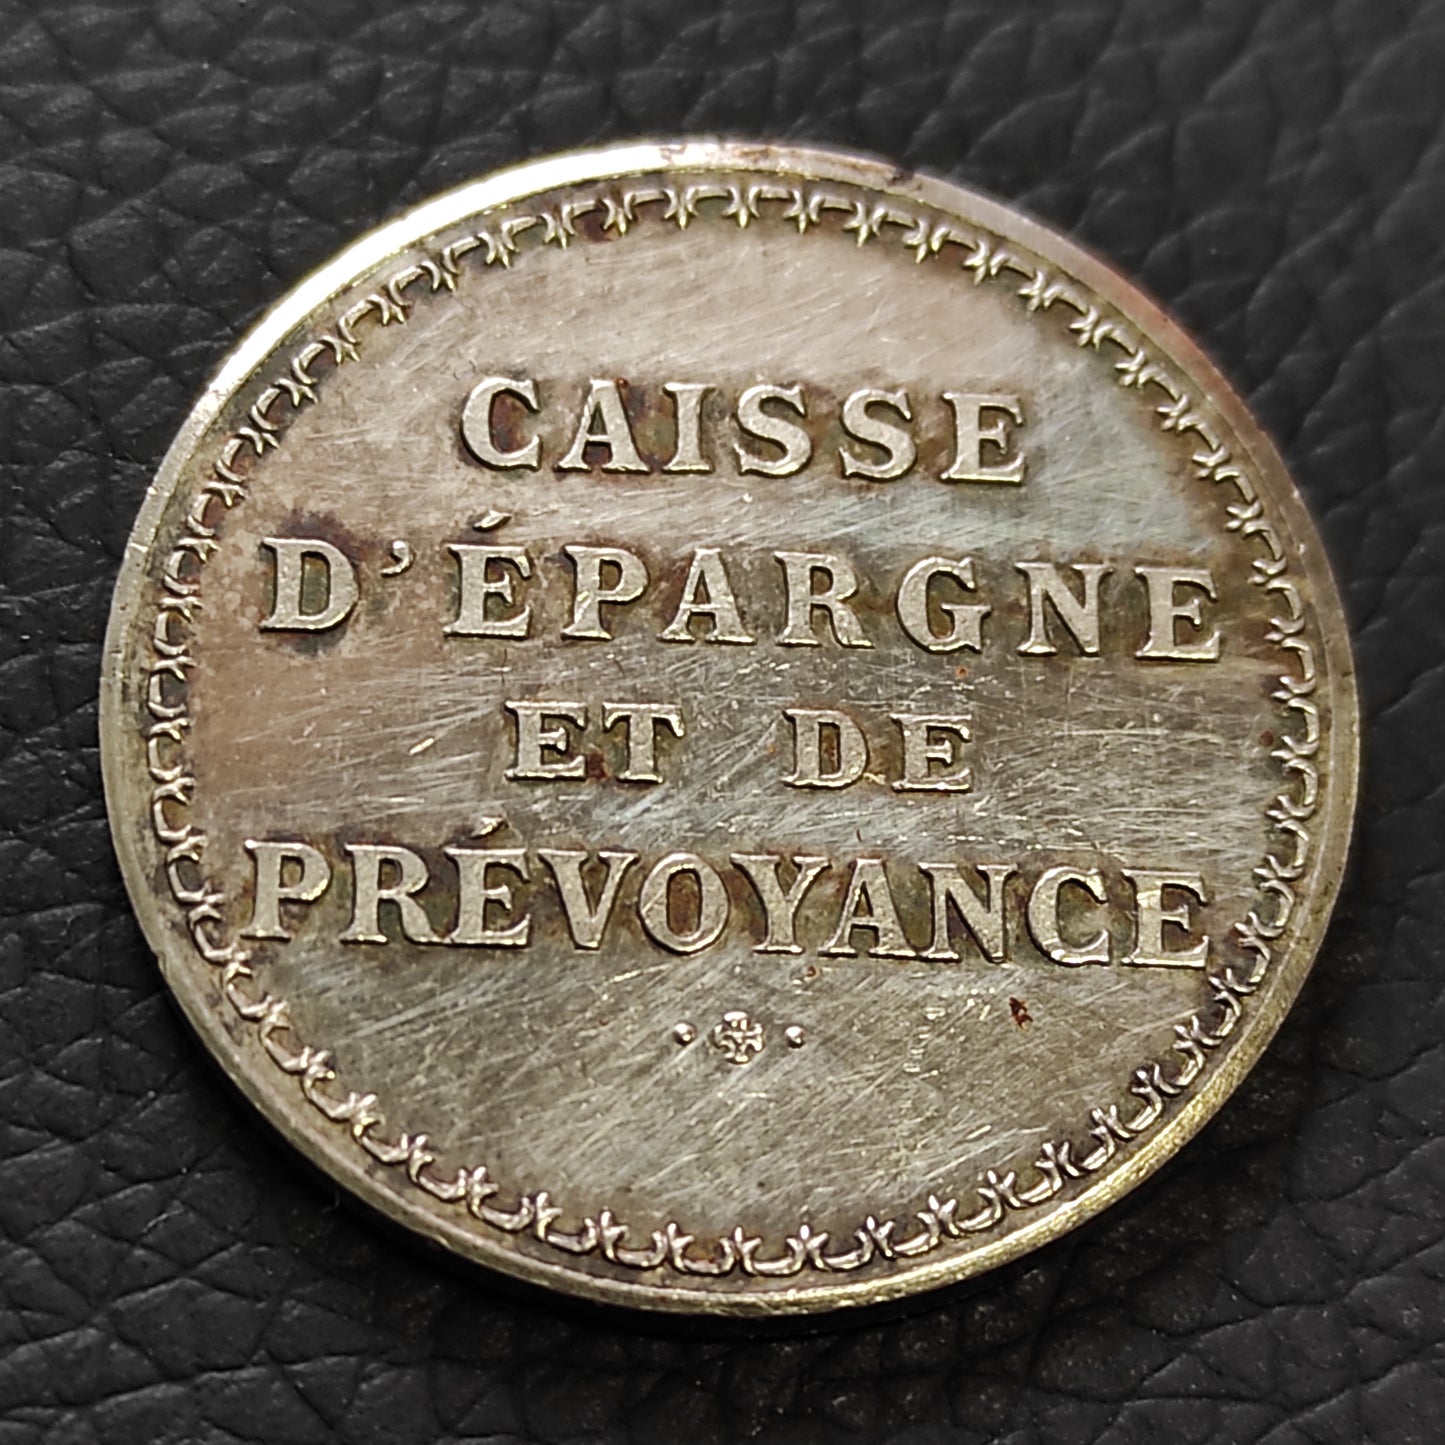 CAISSE
D'ÉPARGNE
ET DE
PRÉVOYANCE